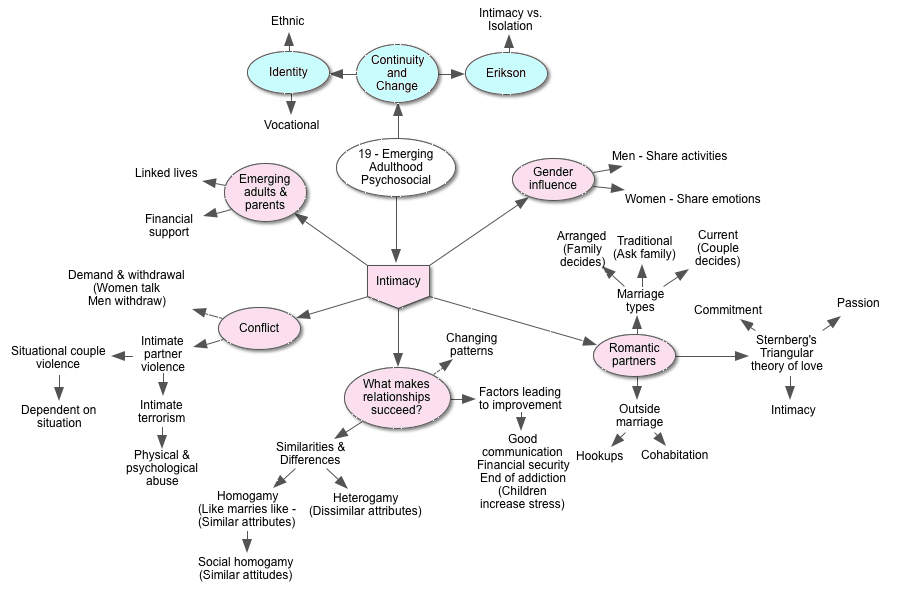 Ethnic
Intimacy vs.
Isolation
Identity
Continuity
and
Change
Erikson
Vocational
19 - Emerging
Adulthood
Psychosocial
Linked lives
Emerging
adults &
parents
Financial
support
Gender
influence
Men - Share activities
Women - Share emotions
Intimacy
Arranged
(Family
decides)
Traditional
(Ask family)
Current
(Couple
decides)
Marriage
types
Romantic
partners
Commitment
Passion
Sternberg's
Triangular
theory of love
Intimacy
Outside
marriage
Hookups
Cohabitation
Demand & withdrawal
(Women talk
Men withdraw)
Conflict
Situational couple
violence
Intimate
partner
violence
Dependent on
situation
Intimate
terrorism
Physical &
psychological
abuse
Changing
patterns
What makes
relationships
succeed?
Factors leading
to improvement
Good
communication
Financial security
End of addiction
(Children
increase stress)
Similarities &
Differences
Homogamy
(Like marries like -
(Similar attributes)
Heterogamy
(Dissimilar attributes)
Social homogamy
(Similar attitudes)